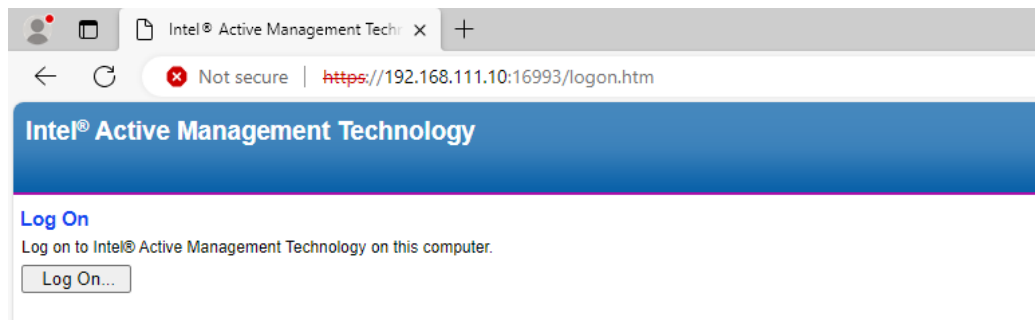 Intel® Active Management Techn
Not secure | https://192.168.111.10:16993/logon.htm
Intel® Active Management Technology
Log On
Log on to Intel® Active Management Technology on this computer.
Log On...